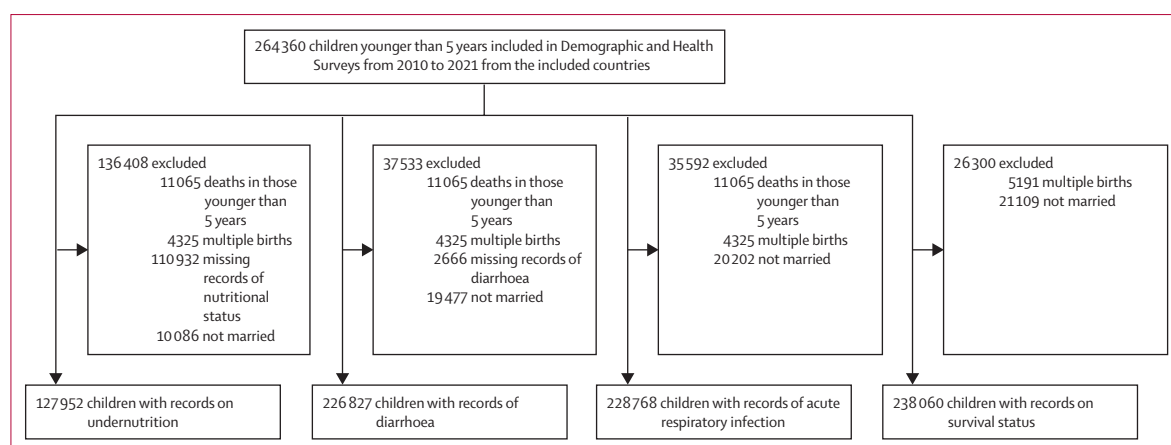 264 360 children younger than 5 years included in Demographic and Health
Surveys from 2010 to 2021 from the included countries
136 408 excluded
11 065 deaths in those
younger than
5 years
4325 multiple births
110 932 missing
records of
nutritional
status
10 086 not married
37 533 excluded
11 065 deaths in those
younger than
5 years
4325 multiple births
2666 missing records of
diarrhoea
19 477 not married
35 592 excluded
11 065 deaths in those
younger than
5 years
4325 multiple births
20 202 not married
26 300 excluded
5191 multiple births
21 109 not married
127 952 children with records on
undernutrition
226 827 children with records of
diarrhoea
228 768 children with records of acute
respiratory infection
238 060 children with records on
survival status